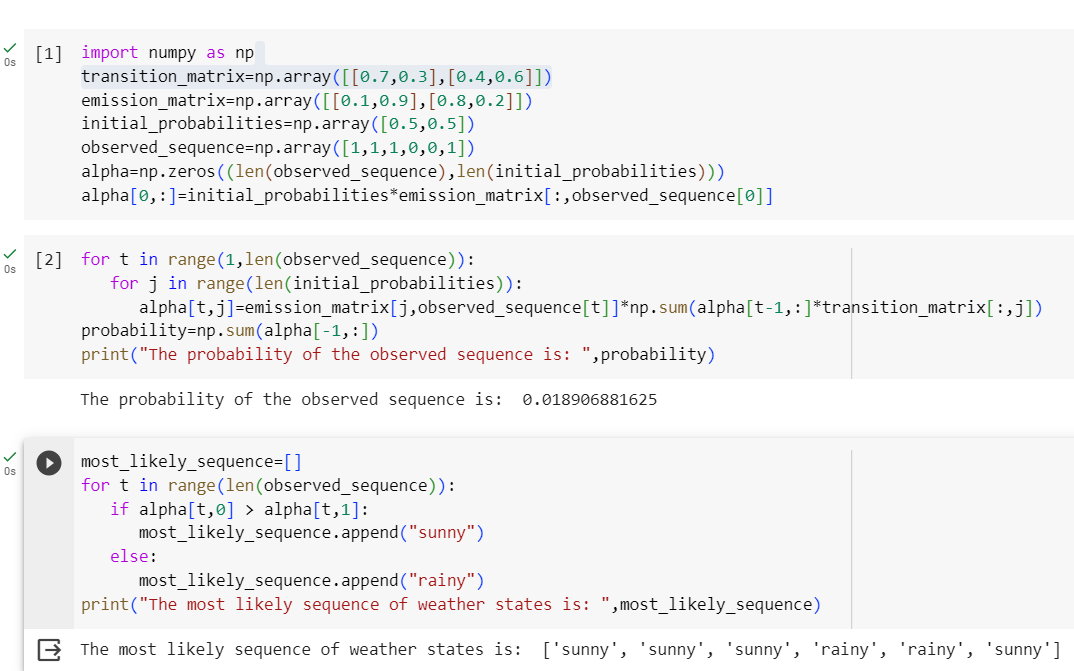 [1] import numpy as np
0s
transition_matrix=np.array([[0.7,0.3],[0.4,0.6]])
emission_matrix=np.array([[0.1,0.9],[0.8,0.2]])
initial_probabilities=np.array([0.5,0.5])
observed_sequence=np.array([1,1,1,0,0,1])
alpha=np.zeros((len(observed_sequence),len(initial_probabilities)))
alpha[0,:]=initial_probabilities*emission_matrix[:,observed_sequence[0]]
[2] for t in range(1,len(observed_sequence)):
0s
for j in range(len(initial_probabilities)):
alpha[t,j]=emission_matrix[j,observed_sequence[t]]*np.sum(alpha[t-1,:]*transition_matrix[:,j])
probability=np.sum(alpha[-1,:])
print("The probability of the observed sequence is: ",probability)
The probability of the observed sequence is:  0.018906881625
most_likely_sequence=[]
0s
for t in range(len(observed_sequence)):
if alpha[t,0] > alpha[t,1]:
most_likely_sequence.append("sunny")
else:
most_likely_sequence.append("rainy")
print("The most likely sequence of weather states is: ",most_likely_sequence)
The most likely sequence of weather states is:  ['sunny', 'sunny', 'sunny', 'rainy', 'rainy', 'sunny']